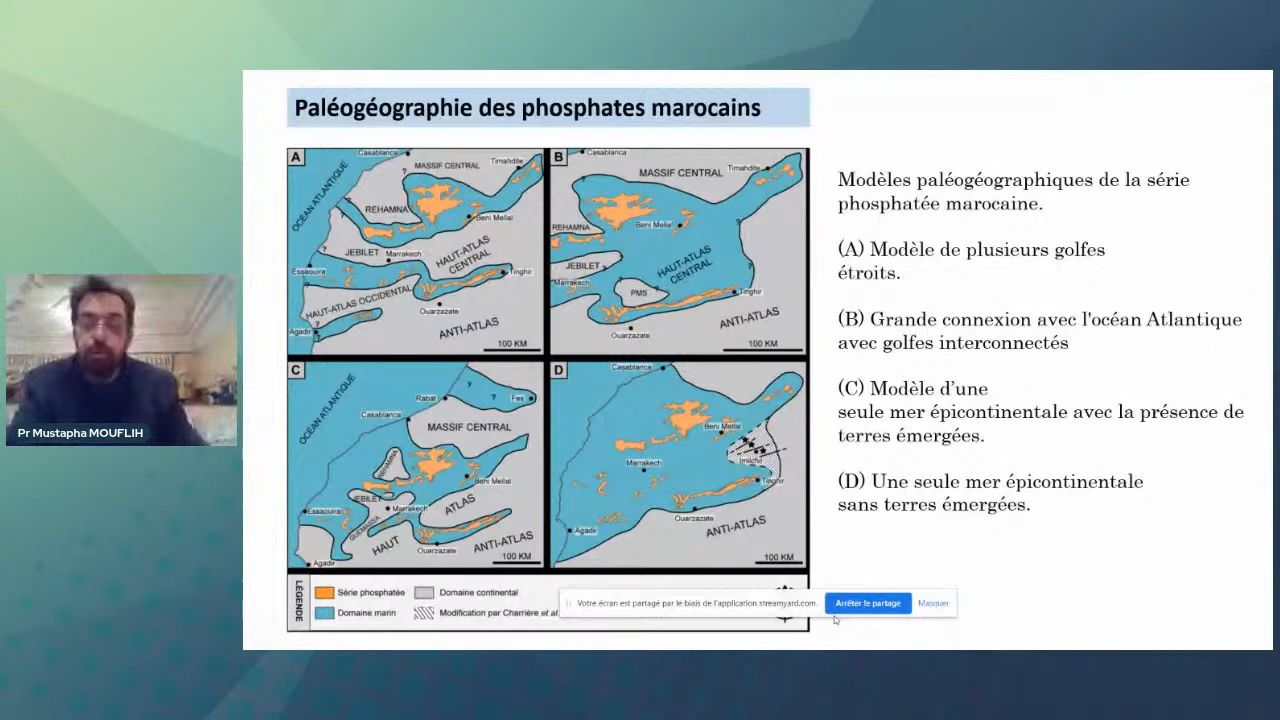 Paléogéographie des phosphates marocains
A
Casablanca
MASSIF CENTRAL
Timahdite
OCÉAN ATLANTIQUE
?
REHAMNA
Beni Mellal
?
JEBILET
Marrakech
HAUT-ATLAS
CENTRAL
Essaouira
Tinghir
HAUT-ATLAS OCCIDENTAL
Ouarzazate
Agadir
?
ANTI-ATLAS
100 KM
B
Casablanca
MASSIF CENTRAL
Timahdite
?
REHAMNA
Beni Mellal
?
JEBILET
?
HAUT-ATLAS
CENTRAL
?
Marrakech
?
PMS
Tinghir
Ouarzazate
ANTI-ATLAS
100 KM
C
OCÉAN ATLANTIQUE
Rabat
?
?
Fes
Casablanca
MASSIF CENTRAL
REHAMNA
Beni Mellal
JEBILET
Marrakech
ATLAS
Essaouira
GUEMASSA
HAUT
Ouarzazate
ANTI-ATLAS
Agadir
100 KM
D
Casablanca
Beni Mellal
Imilchil
Marrakech
Tinghir
Ouarzazate
Agadir
ANTI-ATLAS
100 KM
LÉGENDE
Série phosphatée
Domaine continental
Domaine marin
Modification par Charrière et al.
Modèles paléogéographiques de la série
phosphatée marocaine.
(A) Modèle de plusieurs golfes
étroits.
(B) Grande connexion avec l'océan Atlantique
avec golfes interconnectés
(C) Modèle d’une
seule mer épicontinentale avec la présence de
terres émergées.
(D) Une seule mer épicontinentale
sans terres émergées.
Votre écran est partagé par le biais de l'application streamyard.com.
Arrêter le partage
Masquer
Pr Mustapha MOUFLIH